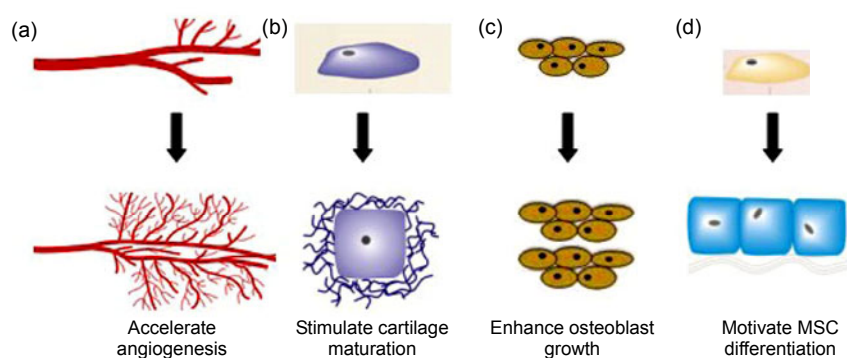 (a)
(b)
(c)
(d)
Accelerate
angiogenesis
Stimulate cartilage
maturation
Enhance osteoblast
growth
Motivate MSC
differentiation